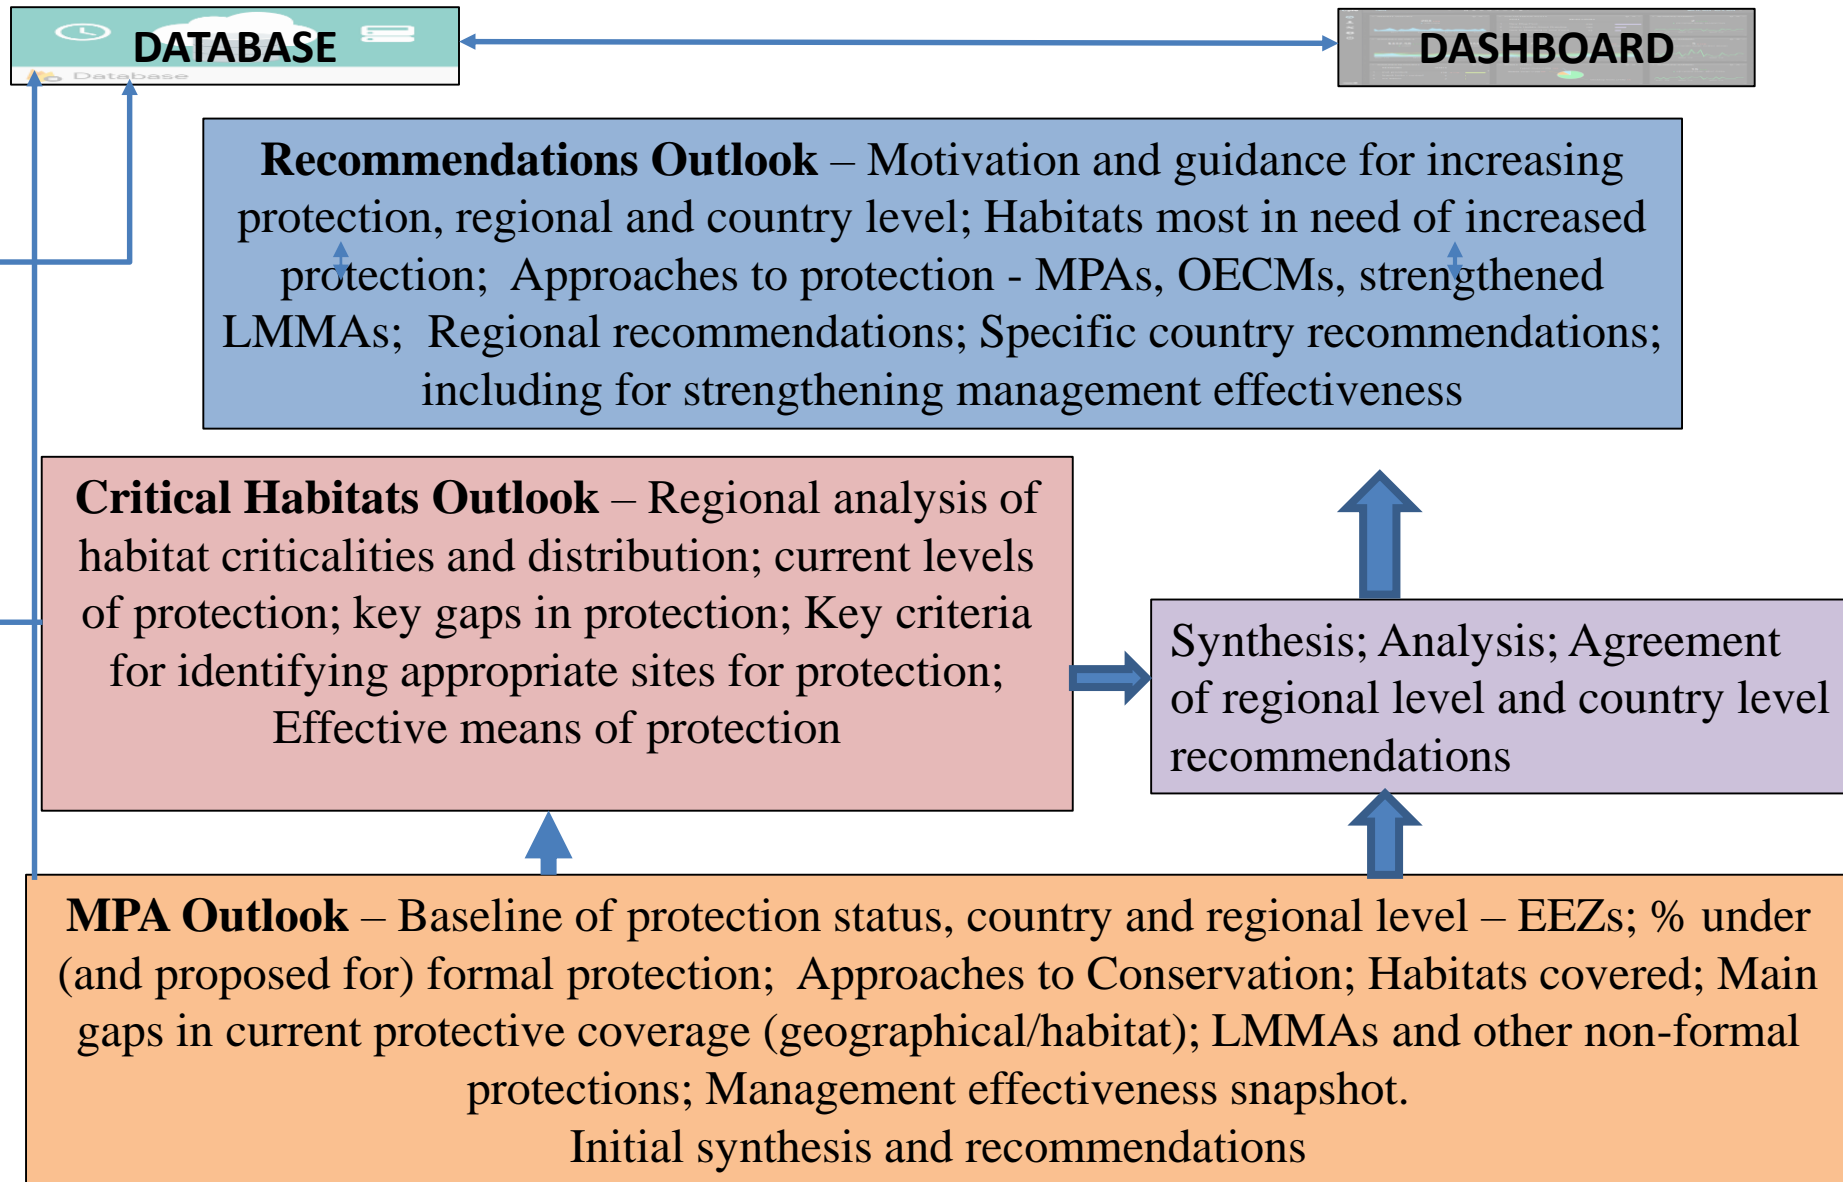 DATABASE
Database
DASHBOARD
Recommendations Outlook – Motivation and guidance for increasing
protection, regional and country level; Habitats most in need of increased
protection; Approaches to protection - MPAs, OECMs, strengthened
LMMAs; Regional recommendations; Specific country recommendations;
including for strengthening management effectiveness
Critical Habitats Outlook – Regional analysis of
habitat criticalities and distribution; current levels
of protection; key gaps in protection; Key criteria
for identifying appropriate sites for protection;
Effective means of protection
Synthesis; Analysis; Agreement
of regional level and country level
recommendations
MPA Outlook – Baseline of protection status, country and regional level – EEZs; % under
(and proposed for) formal protection; Approaches to Conservation; Habitats covered; Main
gaps in current protective coverage (geographical/habitat); LMMAs and other non-formal
protections; Management effectiveness snapshot.
Initial synthesis and recommendations